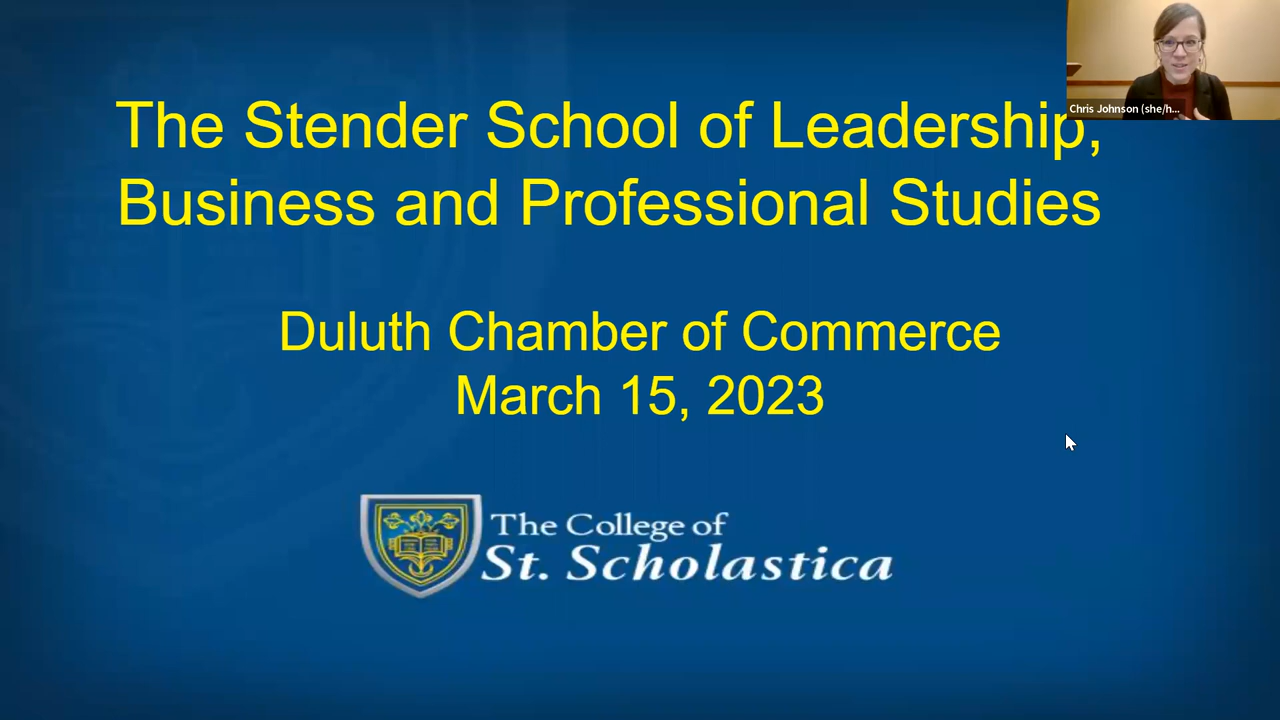 Chris Johnson (she/h...
The Stender School of Leadership,
Business and Professional Studies
Duluth Chamber of Commerce
March 15, 2023
The College of
St. Scholastica